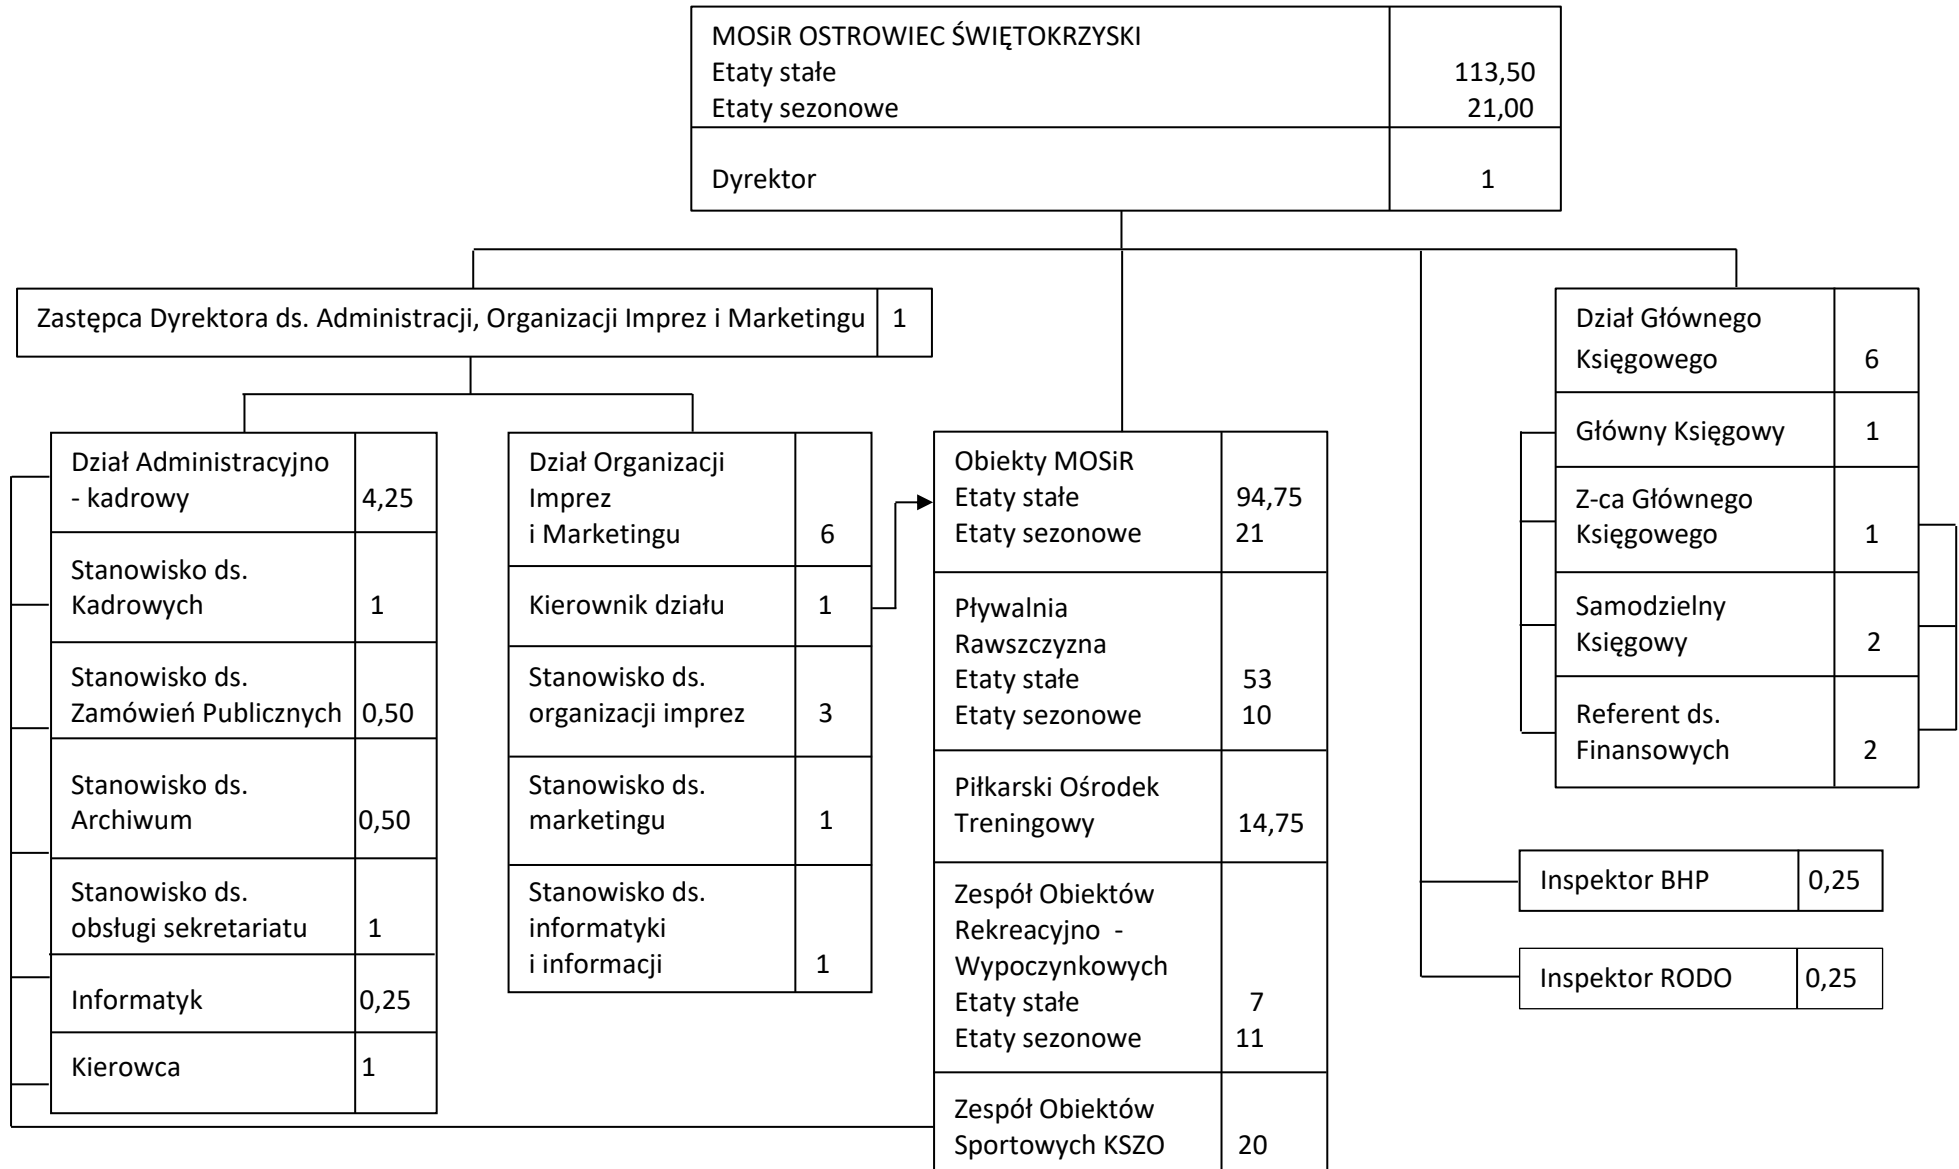 MOSiR OSTROWIEC ŚWIĘTOKRZYSKI
Etaty stałe 113,50
Etaty sezonowe 21,00
Dyrektor 1
Zastępca Dyrektora ds. Administracji, Organizacji Imprez i Marketingu 1
Dział Administracyjno
- kadrowy 4,25
Stanowisko ds.
Kadrowych 1
Stanowisko ds.
Zamówień Publicznych 0,50
Stanowisko ds.
Archiwum 0,50
Stanowisko ds.
obsługi sekretariatu 1
Informatyk 0,25
Kierowca 1
Dział Organizacji
Imprez
i Marketingu 6
Kierownik działu 1
Stanowisko ds.
organizacji imprez 3
Stanowisko ds.
marketingu 1
Stanowisko ds.
informatyki
i informacji 1
Obiekty MOSiR
Etaty stałe 94,75
Etaty sezonowe 21
Pływalnia
Rawszczyzna
Etaty stałe 53
Etaty sezonowe 10
Piłkarski Ośrodek
Treningowy 14,75
Zespół Obiektów
Rekreacyjno -
Wypoczynkowych
Etaty stałe 7
Etaty sezonowe 11
Zespół Obiektów
Sportowych KSZO 20
Dział Głównego
Księgowego 6
Główny Księgowy 1
Z-ca Głównego
Księgowego 1
Samodzielny
Księgowy 2
Referent ds.
Finansowych 2
Inspektor BHP 0,25
Inspektor RODO 0,25